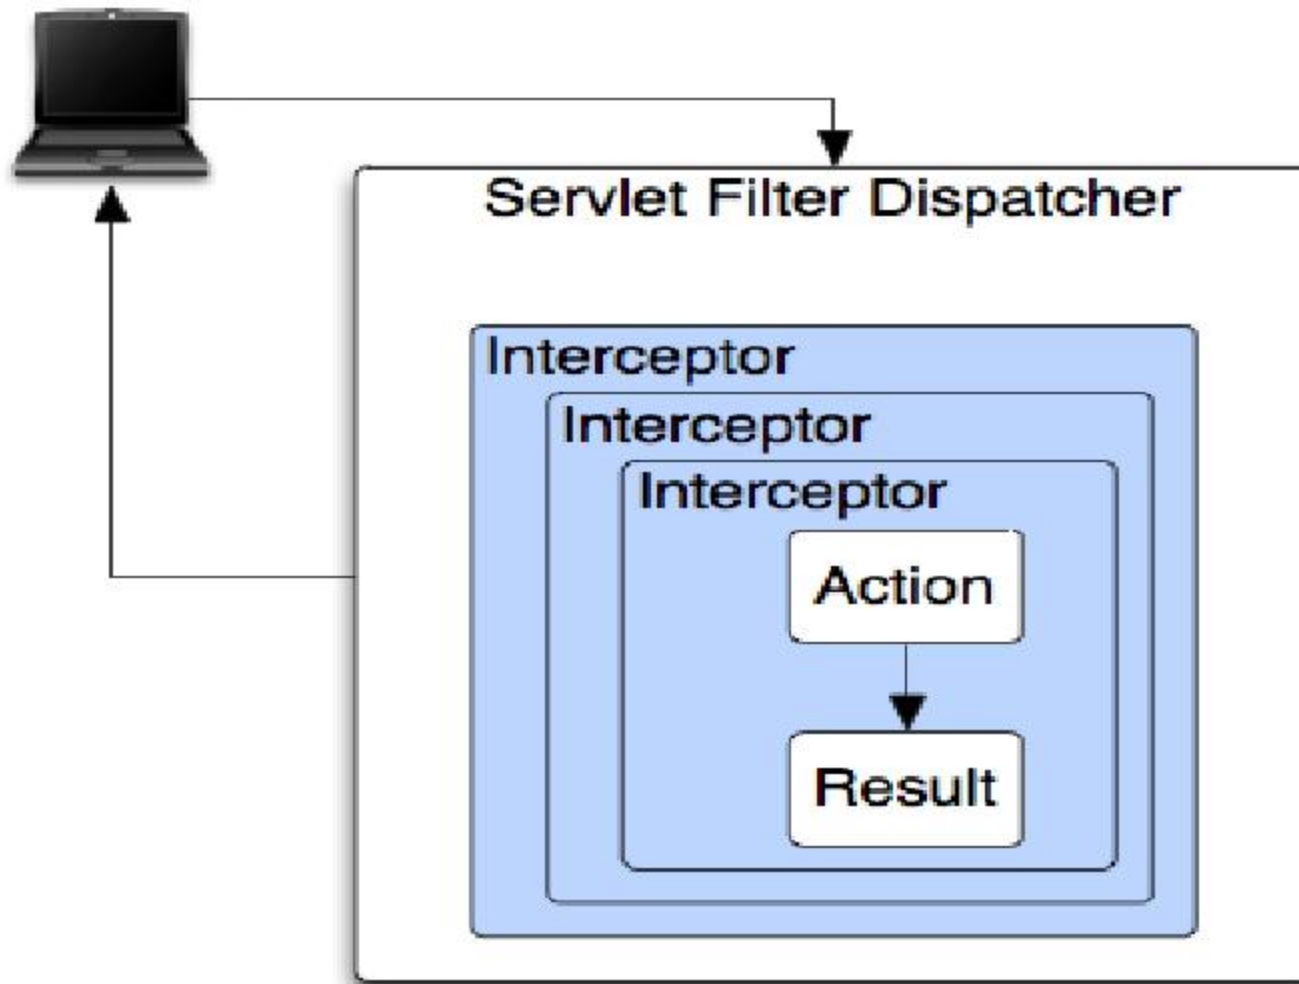 Servlet Filter Dispatcher
Interceptor
Interceptor
Interceptor
Action
Result